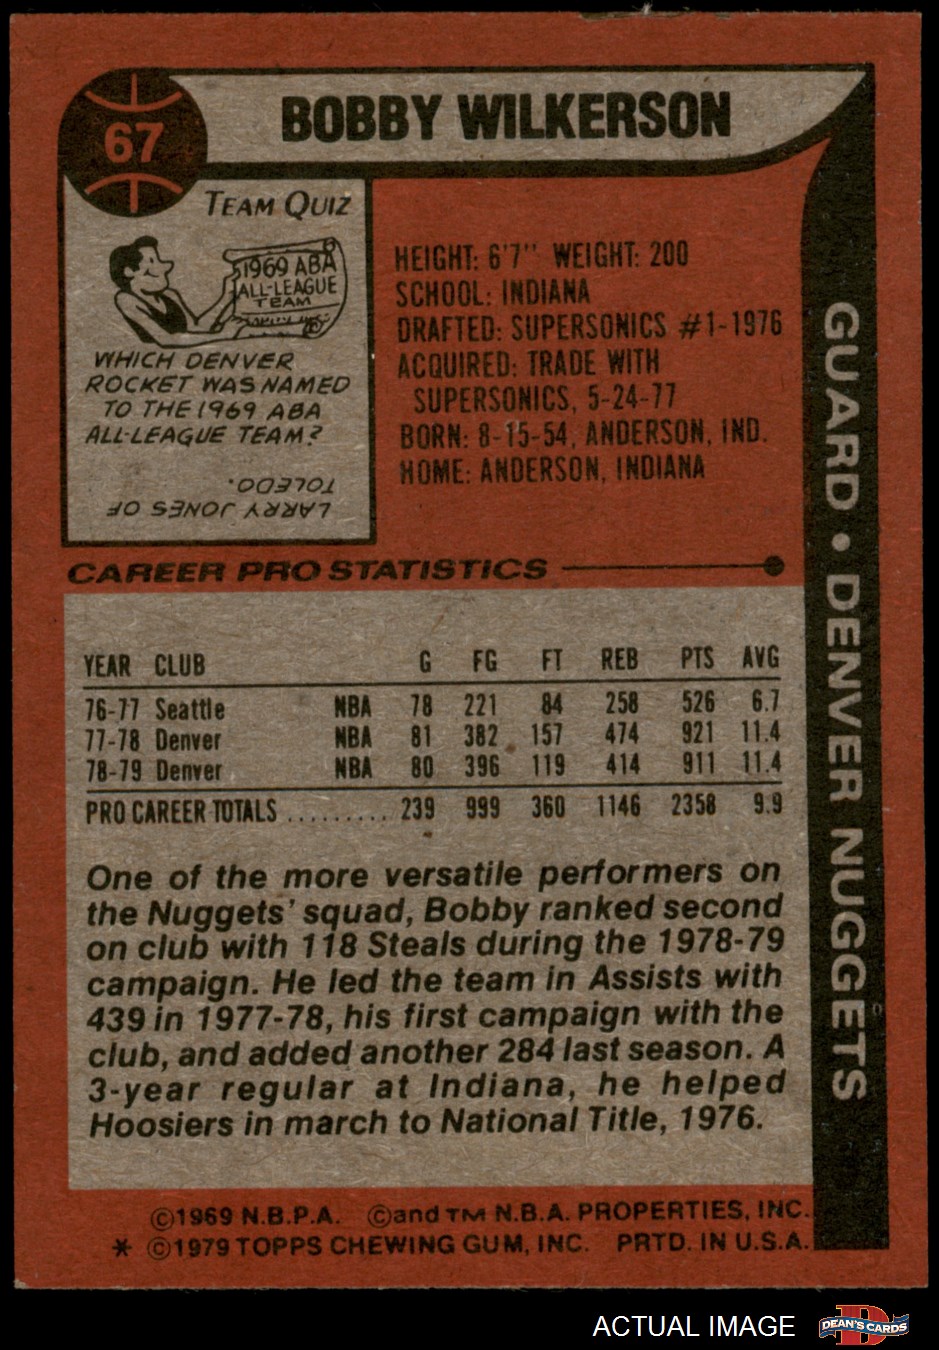 67
BOBBY WILKERSON
TEAM QUIZ
1969 ABA
ALL-LEAGUE
TEAM
WHICH DENVER
ROCKET WAS NAMED
TO THE 1969 ABA
ALL-LEAGUE TEAM?
LARRY JONES OF
TOLEDO.
HEIGHT: 6'7" WEIGHT: 200
SCHOOL: INDIANA
DRAFTED: SUPERSONICS #1-1976
ACQUIRED: TRADE WITH
SUPERSONICS, 5-24-77
BORN: 8-15-54, ANDERSON, IND.
HOME: ANDERSON, INDIANA
GUARD • DENVER NUGGETS
CAREER PRO STATISTICS
YEAR CLUB G FG FT REB PTS AVG
76-77 Seattle NBA 78 221 84 258 526 6.7
77-78 Denver NBA 81 382 157 474 921 11.4
78-79 Denver NBA 80 396 119 414 911 11.4
PRO CAREER TOTALS ......... 239 999 360 1146 2358 9.9
One of the more versatile performers on
the Nuggets' squad, Bobby ranked second
on club with 118 Steals during the 1978-79
campaign. He led the team in Assists with
439 in 1977-78, his first campaign with the
club, and added another 284 last season. A
3-year regular at Indiana, he helped
Hoosiers in march to National Title, 1976.
©1969 N.B.P.A. ©and TM N.B.A. PROPERTIES, INC.
* ©1979 TOPPS CHEWING GUM, INC. PRTD. IN U.S.A.
ACTUAL IMAGE
DEAN'S CARDS